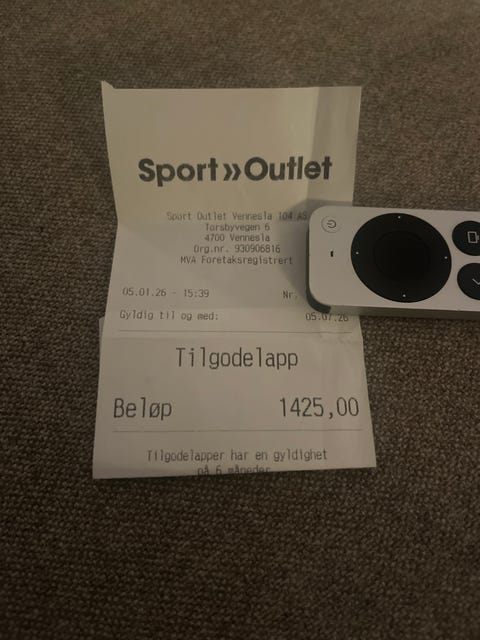 Sport»Outlet
Sport Outlet Vennesla 104 AS
Torsbyvegen 6
4700 Vennesla
Org.nr. 930906816
MVA Foretaksregistrert
05.01.26 - 15:39 Nr.
Gyldig til og med: 05.07.26
Tilgodelapp
Beløp 1425,00
Tilgodelapper har en gyldighet
på 6 måneder